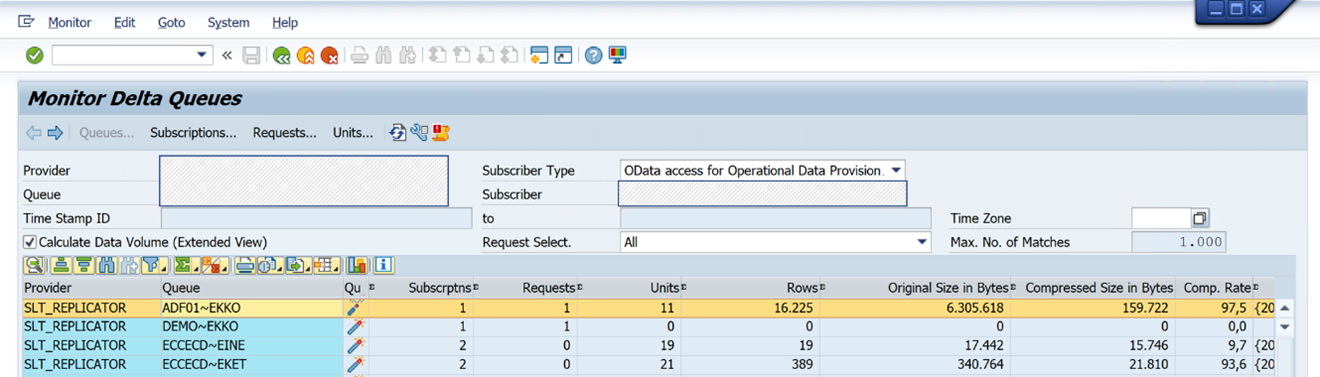 Monitor Edit Goto System Help
Monitor Delta Queues
Queues... Subscriptions... Requests... Units...
Provider Subscriber Type OData access for Operational Data Provision.
Queue Subscriber
Time Stamp ID to Time Zone
Calculate Data Volume (Extended View) Request Select. All Max. No. of Matches 1.000
Provider Queue Qu Subscrptns Requests Units Rows Original Size in Bytes Compressed Size in Bytes Comp. Rate
SLT_REPLICATOR ADF01~EKKO 1 1 11 16.225 6.305.618 159.722 97,5 {20
SLT_REPLICATOR DEMO~EKKO 1 1 0 0 0 0 0,0
SLT_REPLICATOR ECCECD~EINE 2 0 19 19 17.442 15.746 9,7 {20
SLT_REPLICATOR ECCECD~EKET 2 0 21 389 340.764 21.810 93,6 {20